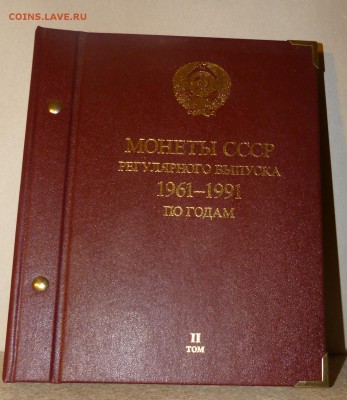 COINS.LAVE.RU
МОНЕТЫ СССР
РЕГУЛЯРНОГО ВЫПУСКА
1961–1991
ПО ГОДАМ
II
ТОМ